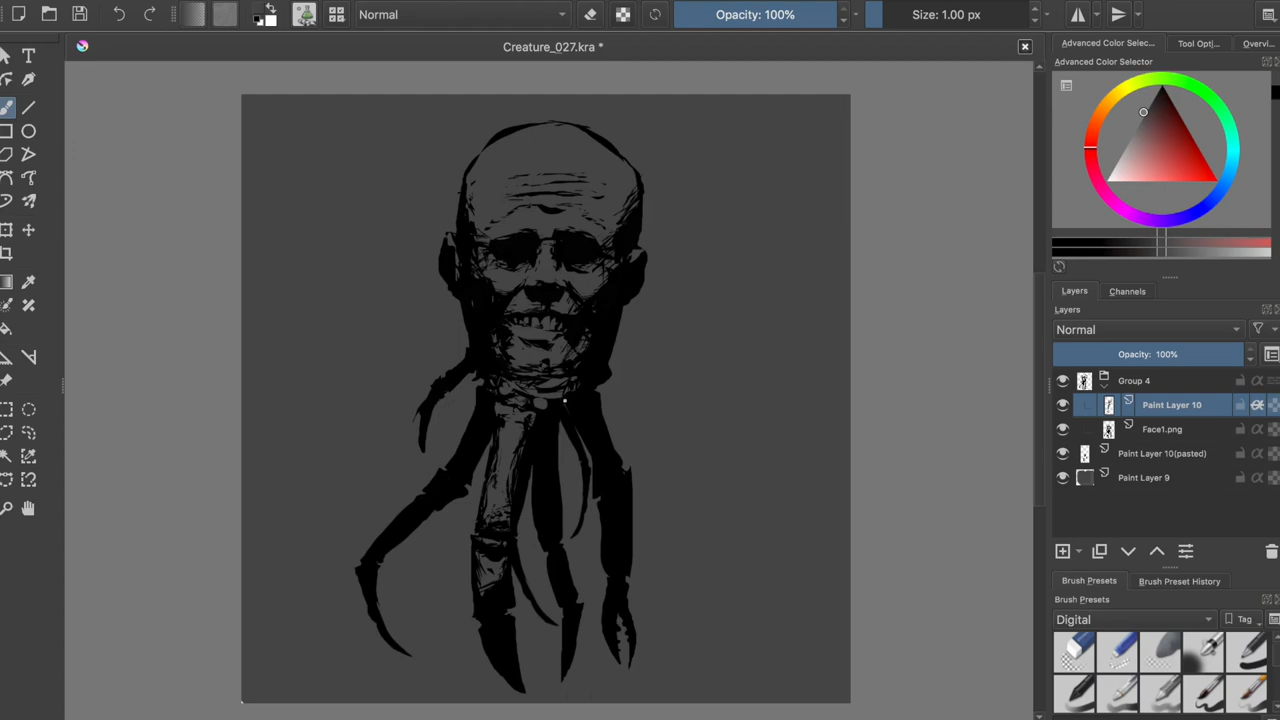 Normal
Opacity: 100%
Size: 1.00 px
Creature_027.kra *
Advanced Color Selec...
Tool Opti...
Overvi...
Advanced Color Selector
Layers
Channels
Layers
Normal
Opacity: 100%
Group 4
Paint Layer 10
Face1.png
Paint Layer 10(pasted)
Paint Layer 9
Brush Presets
Brush Preset History
Brush Presets
Digital
Tag